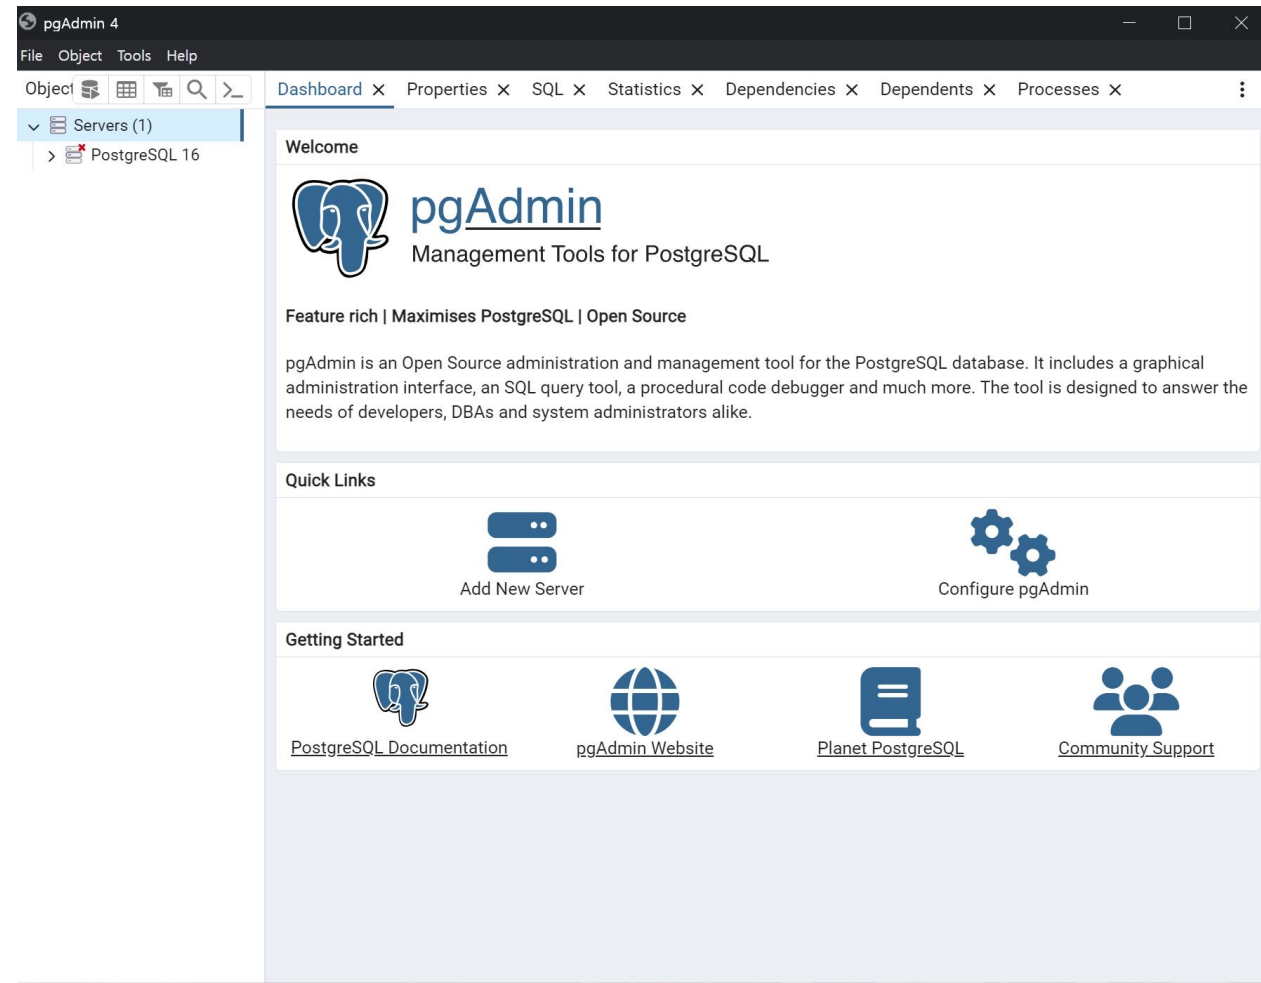 pgAdmin 4
File Object Tools Help
Object
Dashboard Properties SQL Statistics Dependencies Dependents Processes
Servers (1)
PostgreSQL 16
Welcome
pgAdmin
Management Tools for PostgreSQL
Feature rich | Maximises PostgreSQL | Open Source
pgAdmin is an Open Source administration and management tool for the PostgreSQL database. It includes a graphical
administration interface, an SQL query tool, a procedural code debugger and much more. The tool is designed to answer the
needs of developers, DBAs and system administrators alike.
Quick Links
Add New Server
Configure pgAdmin
Getting Started
PostgreSQL Documentation
pgAdmin Website
Planet PostgreSQL
Community Support